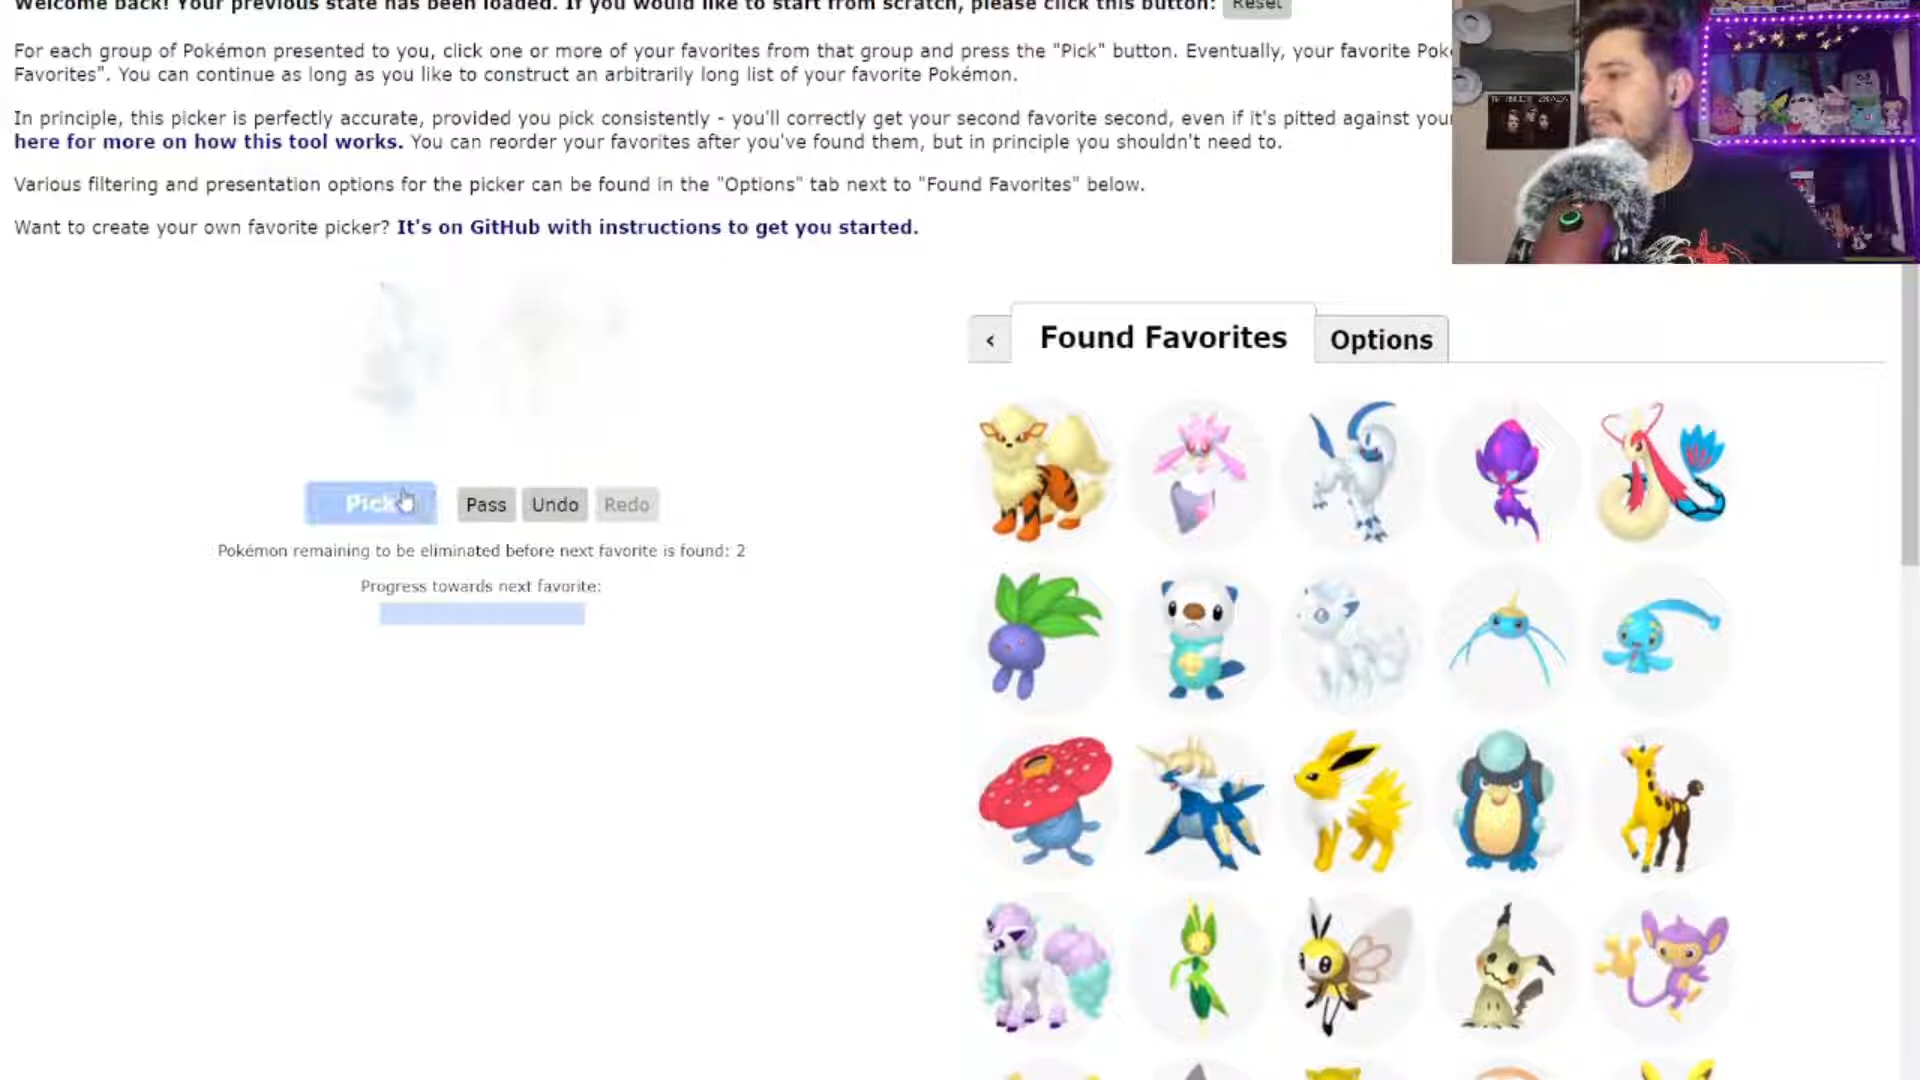 Welcome back! Your previous state has been loaded. If you would like to start from scratch, please click this button: Reset
For each group of Pokémon presented to you, click one or more of your favorites from that group and press the "Pick" button. Eventually, your favorite
Favorites". You can continue as long as you like to construct an arbitrarily long list of your favorite Pokémon.
In principle, this picker is perfectly accurate, provided you pick consistently - you'll correctly get your second favorite second, even if it's pitted against
here for more on how this tool works. You can reorder your favorites after you've found them, but in principle you shouldn't need to.
Various filtering and presentation options for the picker can be found in the "Options" tab next to "Found Favorites" below.
Want to create your own favorite picker? It's on GitHub with instructions to get you started.
‹ Found Favorites Options
Pick Pass Undo Redo
Pokémon remaining to be eliminated before next favorite is found: 2
Progress towards next favorite: